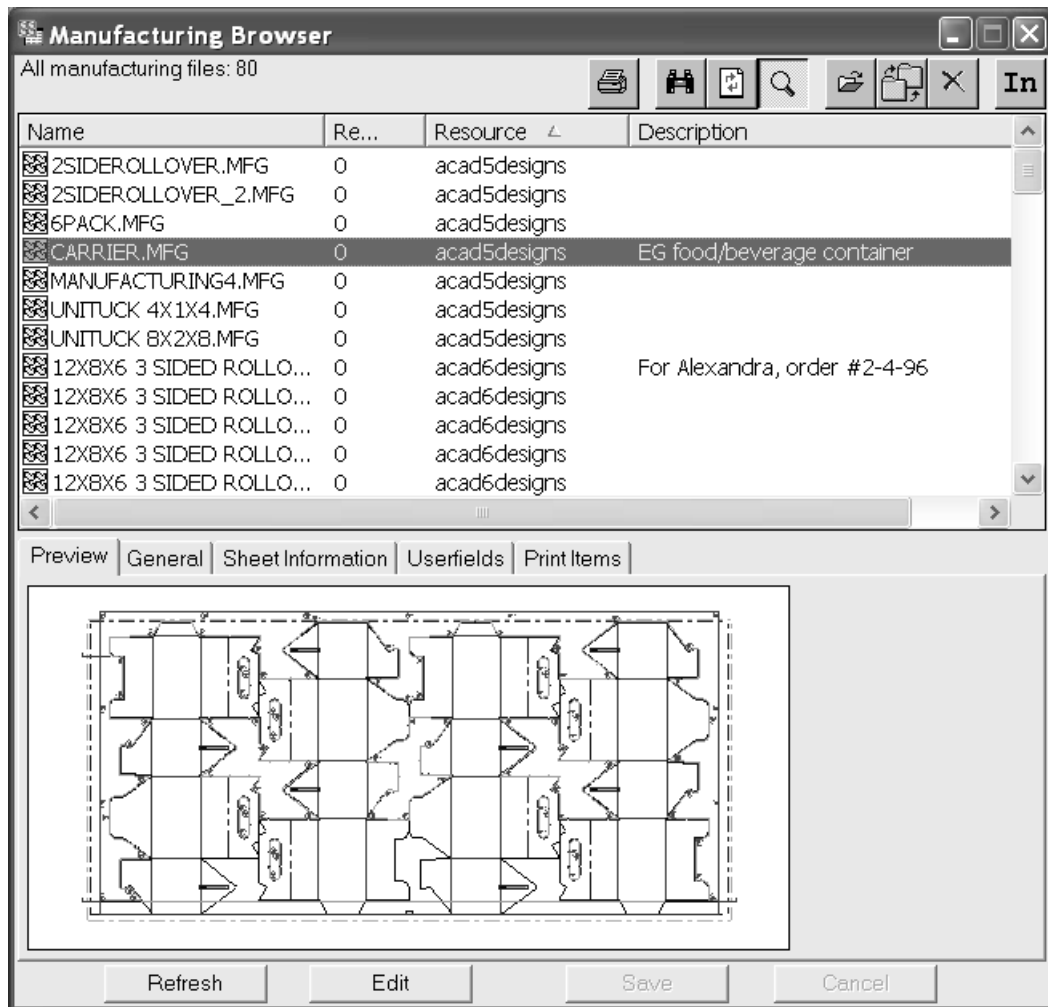 Manufacturing Browser
All manufacturing files: 80
In
Name Re... Resource Description
2SIDEROLLOVER.MFG 0 acad5designs
2SIDEROLLOVER_2.MFG 0 acad5designs
6PACK.MFG 0 acad5designs
CARRIER.MFG 0 acad5designs EG food/beverage container
MANUFACTURING4.MFG 0 acad5designs
UNITUCK 4X1X4.MFG 0 acad5designs
UNITUCK 8X2X8.MFG 0 acad5designs
12X8X6 3 SIDED ROLLO... 0 acad6designs For Alexandra, order #2-4-96
12X8X6 3 SIDED ROLLO... 0 acad6designs
12X8X6 3 SIDED ROLLO... 0 acad6designs
12X8X6 3 SIDED ROLLO... 0 acad6designs
12X8X6 3 SIDED ROLLO... 0 acad6designs
Preview General Sheet Information Userfields Print Items
Refresh Edit Save Cancel